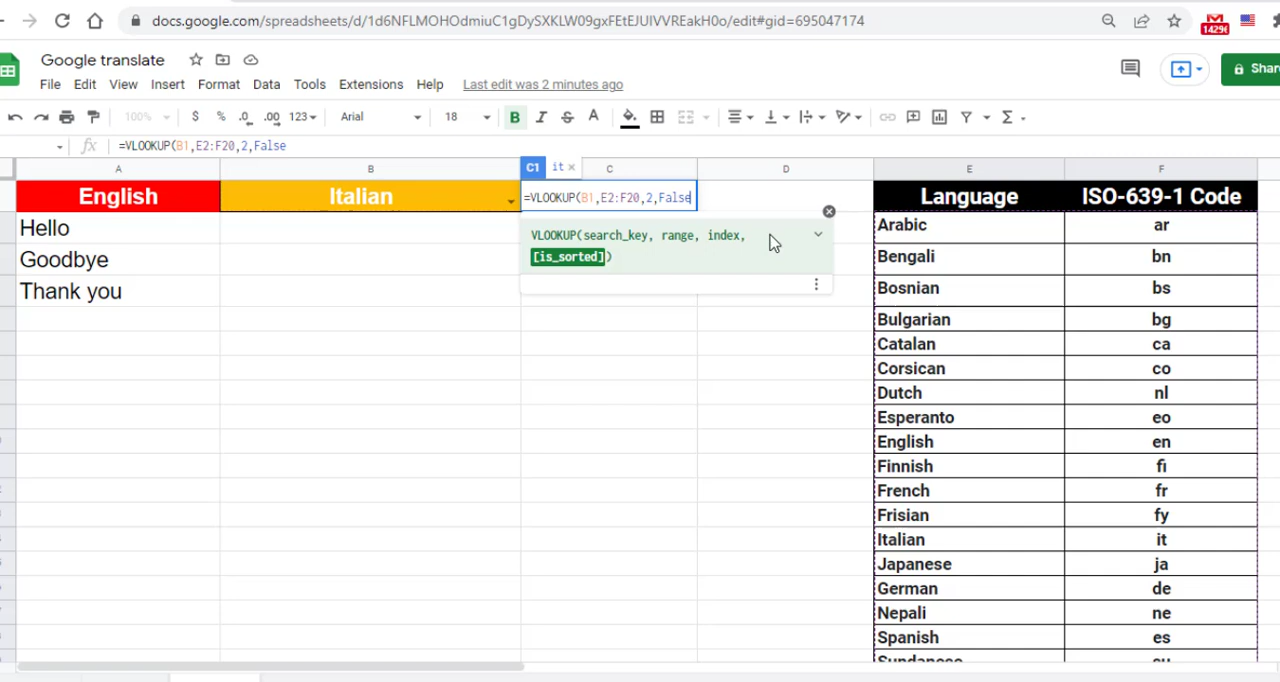 docs.google.com/spreadsheets/d/1d6NFLMOHOdmiuC1gDySXKLW09gxFEtEJUIVVREakH0o/edit#gid=695047174
1429€
Google translate
File Edit View Insert Format Data Tools Extensions Help Last edit was 2 minutes ago
Shar
100% $ % .0 .00 123 Arial 18 B I S A
fx =VLOOKUP(B1,E2:F20,2,False
A B C1 it × C D E F
English Italian =VLOOKUP(B1,E2:F20,2,False Language ISO-639-1 Code
VLOOKUP(search_key, range, index,
[is_sorted])
Hello Arabic ar
Goodbye Bengali bn
Thank you Bosnian bs
Bulgarian bg
Catalan ca
Corsican co
Dutch nl
Esperanto eo
English en
Finnish fi
French fr
Frisian fy
Italian it
Japanese ja
German de
Nepali ne
Spanish es
Sundanese su